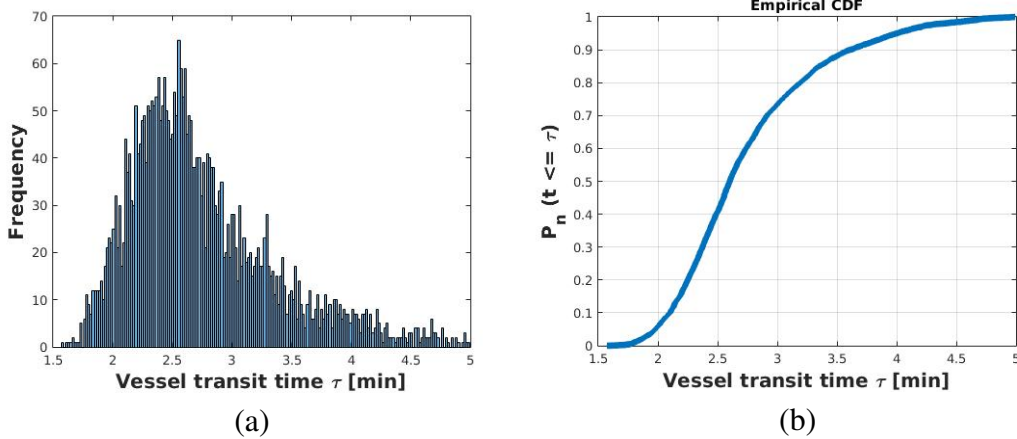 70
60
50
40
30
20
10
0
1.5 2 2.5 3 3.5 4 4.5 5
Frequency
Vessel transit time τ [min]
(a)
Empirical CDF
1
0.9
0.8
0.7
0.6
0.5
0.4
0.3
0.2
0.1
0
1.5 2 2.5 3 3.5 4 4.5 5
P_n (t <= τ)
Vessel transit time τ [min]
(b)